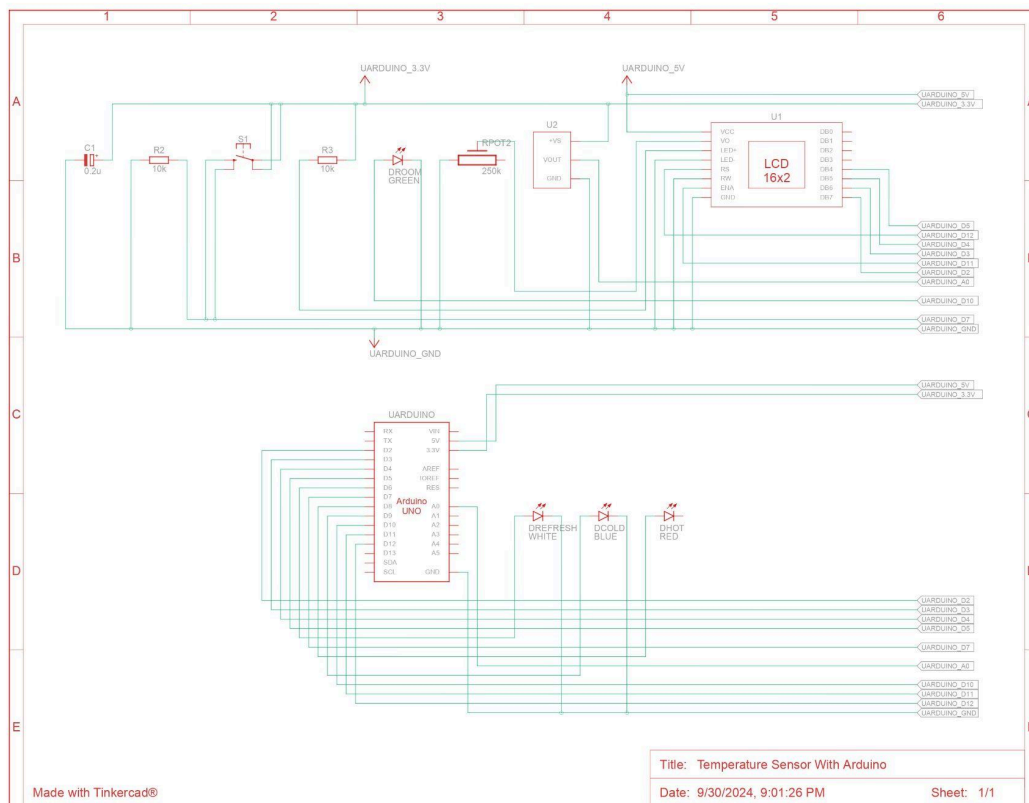 1 2 3 4 5 6
UARDUINO_3.3V
UARDUINO_5V
A
UARDUINO_5V
UARDUINO_3.3V
C1
0.2u
R2
10k
S1
R3
10k
DROOM
GREEN
RPOT2
250k
U2
+VS
VOUT
GND
U1
VCC
VO
LED+
LED-
RS
RW
ENA
GND
LCD
16x2
DB0
DB1
DB2
DB3
DB4
DB5
DB6
DB7
B
UARDUINO_D5
UARDUINO_D12
UARDUINO_D4
UARDUINO_D3
UARDUINO_D11
UARDUINO_D2
UARDUINO_A0
UARDUINO_D10
UARDUINO_D7
UARDUINO_GND
UARDUINO_GND
C
UARDUINO_5V
UARDUINO_3.3V
UARDUINO
RX
TX
D2
D3
D4
D5
D6
D7
D8
D9
D10
D11
D12
D13
SDA
SCL
Arduino
UNO
VIN
5V
3.3V
AREF
IOREF
RES
A0
A1
A2
A3
A4
A5
GND
D
DREFRESH
WHITE
DCOLD
BLUE
DHOT
RED
UARDUINO_D2
UARDUINO_D3
UARDUINO_D4
UARDUINO_D5
UARDUINO_D7
UARDUINO_A0
UARDUINO_D10
UARDUINO_D11
UARDUINO_D12
UARDUINO_GND
E
Title: Temperature Sensor With Arduino
Made with Tinkercad®
Date: 9/30/2024, 9:01:26 PM Sheet: 1/1